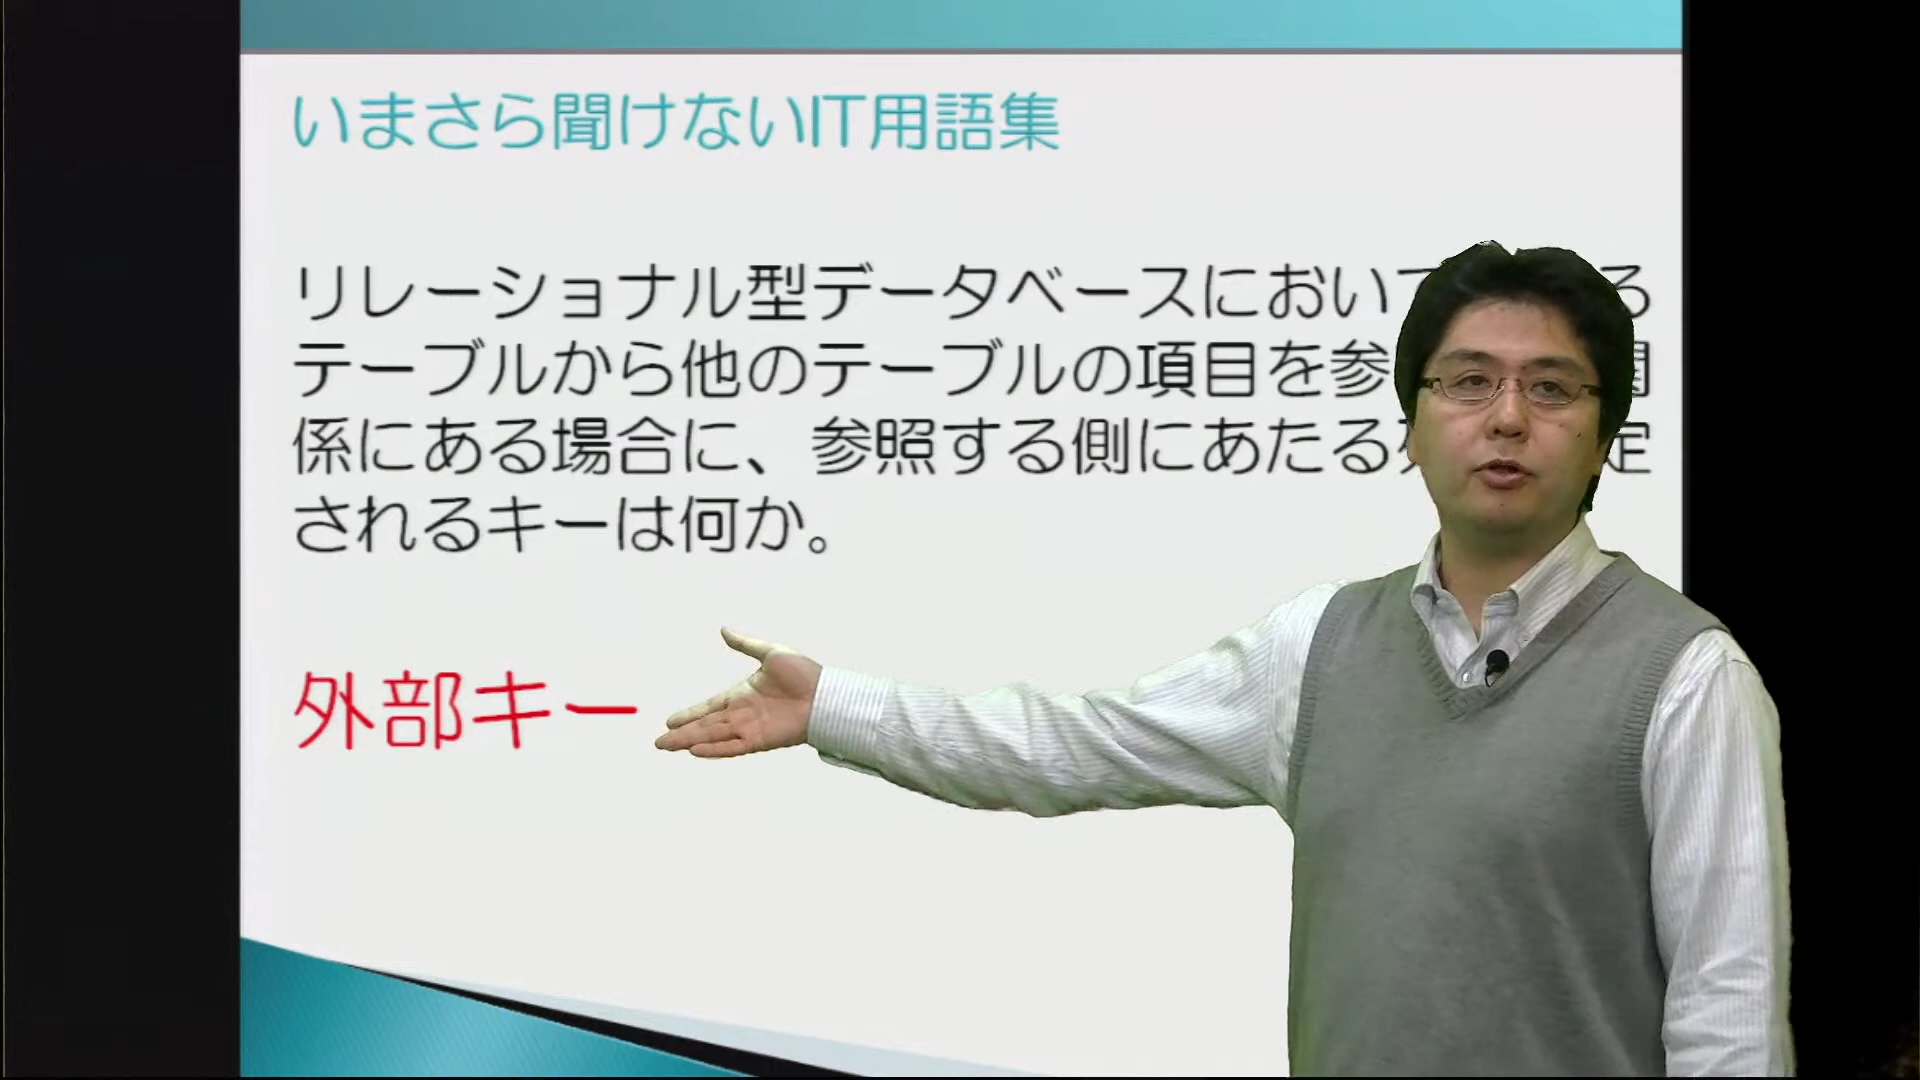 いまさら聞けないIT用語集
リレーショナル型データベースにおいて
る
テーブルから他のテーブルの項目を参
係にある場合に、参照する側にあたる
定
されるキーは何か。
外部キー